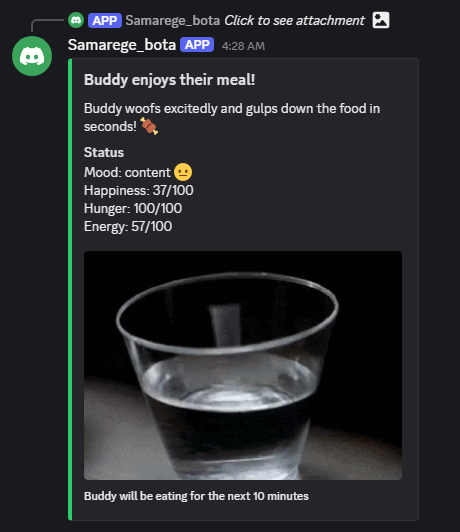 APP Samarege_bota Click to see attachment
Samarege_bota APP 4:28 AM
Buddy enjoys their meal!
Buddy woofs excitedly and gulps down the food in
seconds! 🍖
Status
Mood: content 😐
Happiness: 37/100
Hunger: 100/100
Energy: 57/100
Buddy will be eating for the next 10 minutes